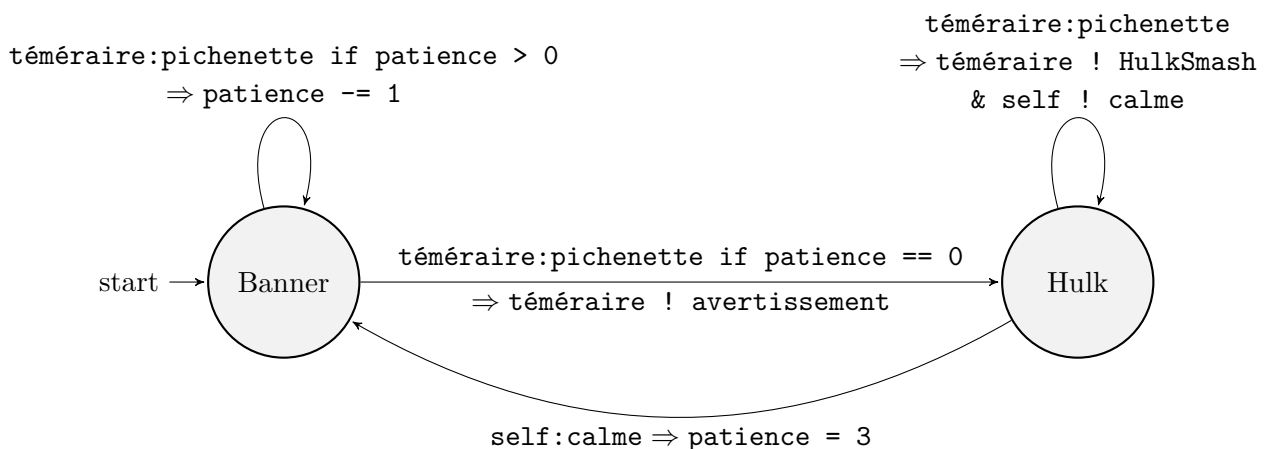 téméraire:pichenette if patience > 0
⇒ patience -= 1
téméraire:pichenette
⇒ téméraire ! HulkSmash
& self ! calme
start
Banner
téméraire:pichenette if patience == 0
⇒ téméraire ! avertissement
Hulk
self:calme ⇒ patience = 3